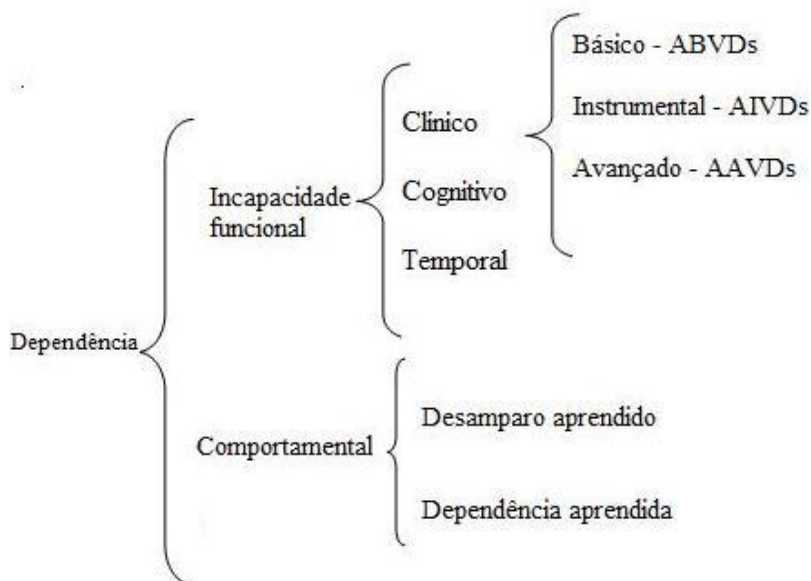 Dependência
Incapacidade
funcional
Clínico
Cognitivo
Temporal
Básico - ABVDs
Instrumental - AIVDs
Avançado - AAVDs
Comportamental
Desamparo aprendido
Dependência aprendida